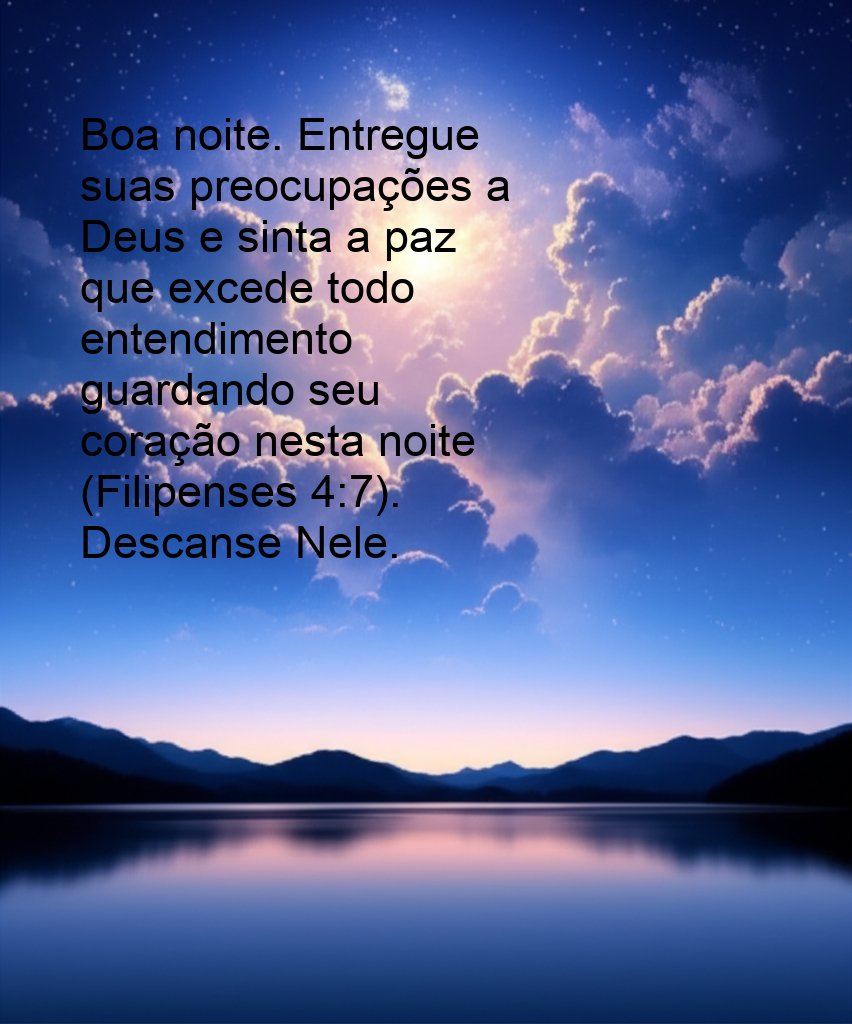 Boa noite. Entregue
suas preocupações a
Deus e sinta a paz
que excede todo
entendimento
guardando seu
coração nesta noite
(Filipenses 4:7).
Descanse Nele.